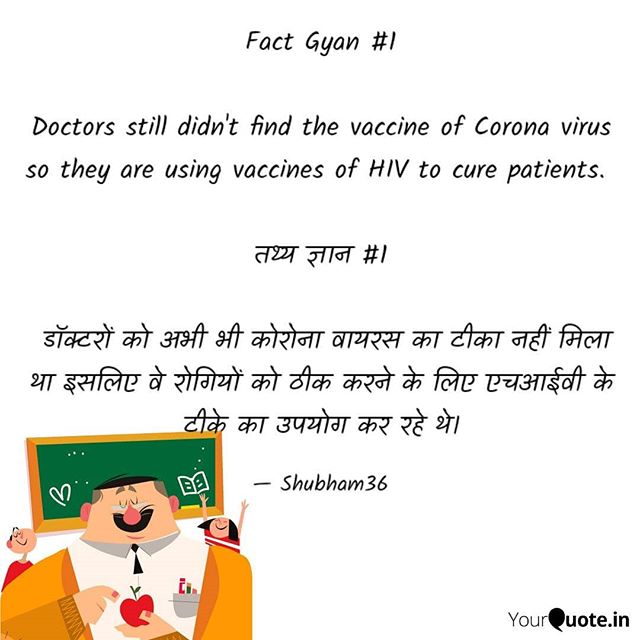 Fact Gyan #1
Doctors still didn't find the vaccine of Corona virus
so they are using vaccines of HIV to cure patients.
तथ्य ज्ञान #1
डॉक्टरों को अभी भी कोरोना वायरस का टीका नहीं मिला
था इसलिए वे रोगियों को ठीक करने के लिए एचआईवी के
टीके का उपयोग कर रहे थे।
— Shubham36
YourQuote.in